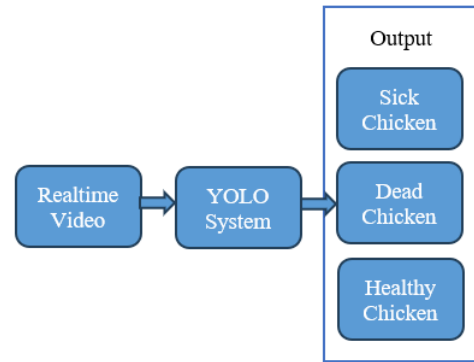 Realtime
Video
YOLO
System
Output
Sick
Chicken
Dead
Chicken
Healthy
Chicken